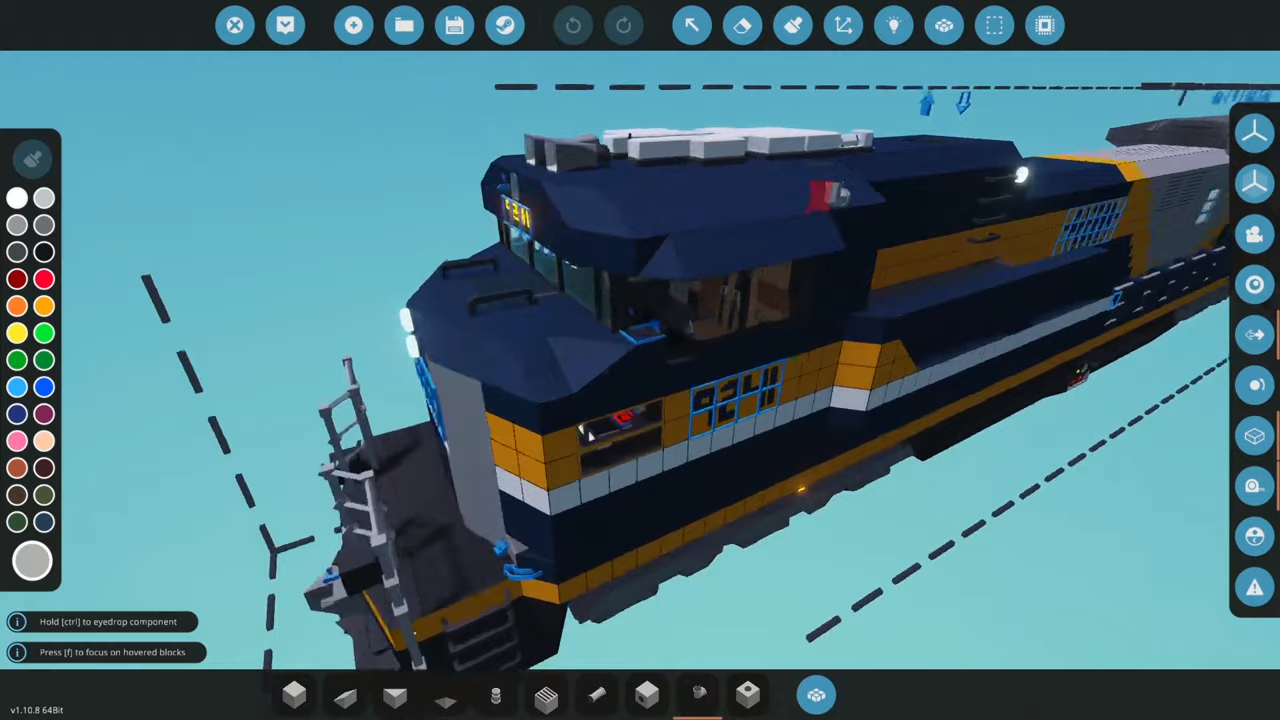 Hold [ctrl] to eyedrop component
Press [f] to focus on hovered blocks
v1.10.8 64Bit